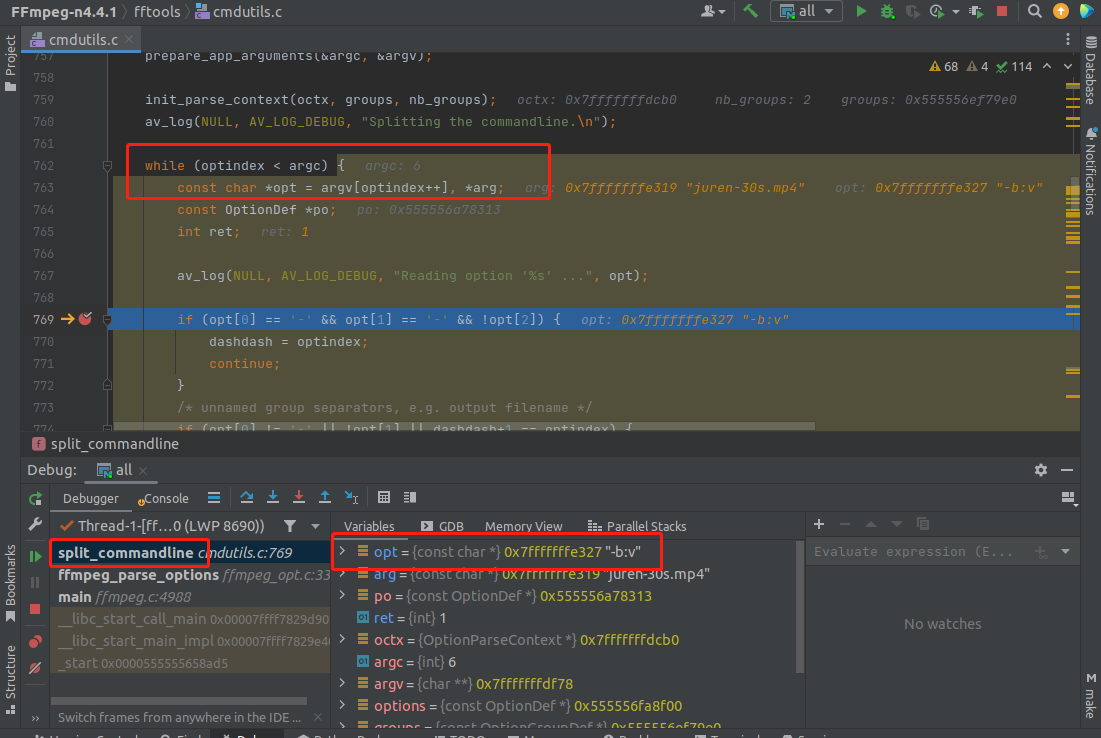 FFmpeg-n4.4.1 fftools cmdutils.c all
cmdutils.c
68 4 114
Project
Database
Notifications
Bookmarks
Structure
make
757 prepare_app_arguments(&argc, &argv);
758
759 init_parse_context(octx, groups, nb_groups); octx: 0x7fffffffdcb0 nb_groups: 2 groups: 0x555556ef79e0
760 av_log(NULL, AV_LOG_DEBUG, "Splitting the commandline.\n");
761
762 while (optindex < argc) { argc: 6
763 const char *opt = argv[optindex++], *arg; arg: 0x7fffffffe319 "juren-30s.mp4" opt: 0x7fffffffe327 "-b:v"
764 const OptionDef *po; po: 0x555556a78313
765 int ret; ret: 1
766
767 av_log(NULL, AV_LOG_DEBUG, "Reading option '%s' ...", opt);
768
769 if (opt[0] == '-' && opt[1] == '-' && !opt[2]) { opt: 0x7fffffffe327 "-b:v"
770 dashdash = optindex;
771 continue;
772 }
773 /* unnamed group separators, e.g. output filename */
774 if (opt[0] != '-' || !opt[1] || dashdash+1 == optindex) {
f split_commandline
Debug: all
Debugger Console
Thread-1-[ff...0 (LWP 8690)]
split_commandline cmdutils.c:769
ffmpeg_parse_options ffmpeg_opt.c:33
main ffmpeg.c:4988
__libc_start_call_main 0x00007ffff7829d90
__libc_start_main_impl 0x00007ffff7829e4
_start 0x0000555555658ad5
Switch frames from anywhere in the IDE ...
Variables GDB Memory View Parallel Stacks
opt = {const char *} 0x7fffffffe327 "-b:v"
arg = {const char *} 0x7fffffffe319 "juren-30s.mp4"
po = {const OptionDef *} 0x555556a78313
ret = {int} 1
octx = {OptionParseContext *} 0x7fffffffdcb0
argc = {int} 6
argv = {char **} 0x7fffffffdf78
options = {const OptionDef *} 0x555556fa8f00
groups = {const OptionGroupDef *} 0x555556ef79e0
Evaluate expression (E...
No watches